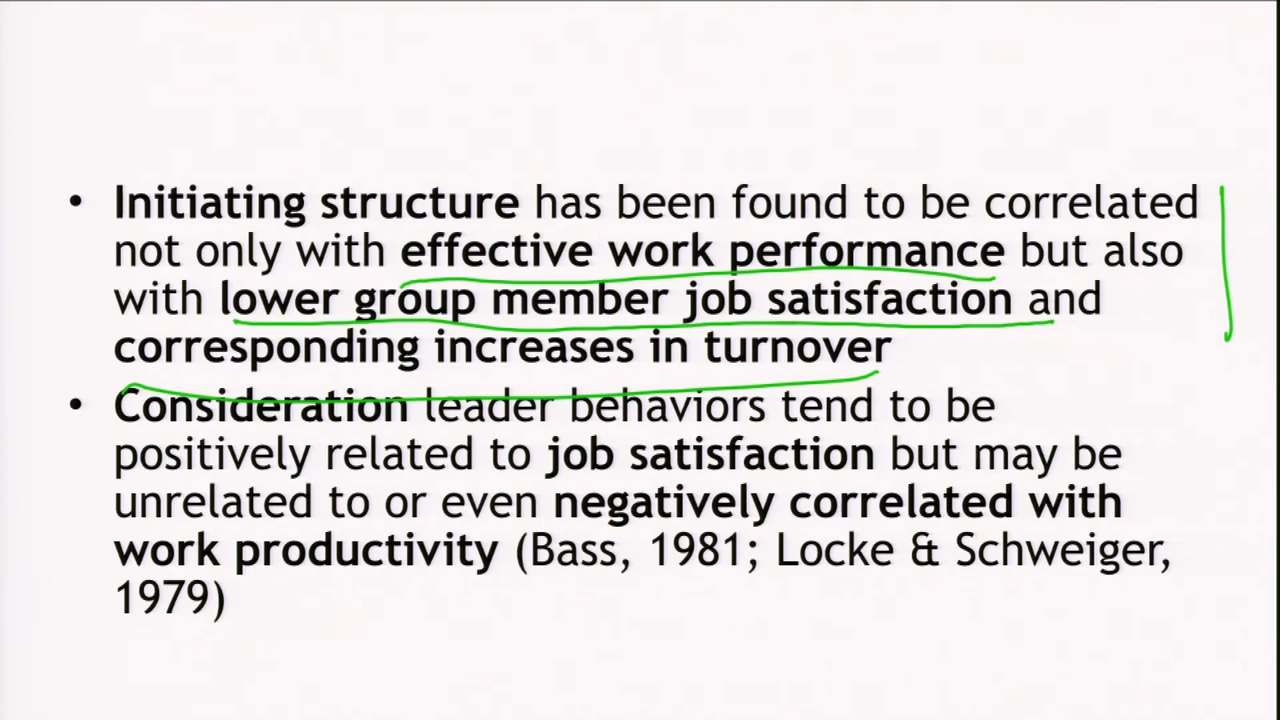 • Initiating structure has been found to be correlated
not only with effective work performance but also
with lower group member job satisfaction and
corresponding increases in turnover
• Consideration leader behaviors tend to be
positively related to job satisfaction but may be
unrelated to or even negatively correlated with
work productivity (Bass, 1981; Locke & Schweiger,
1979)